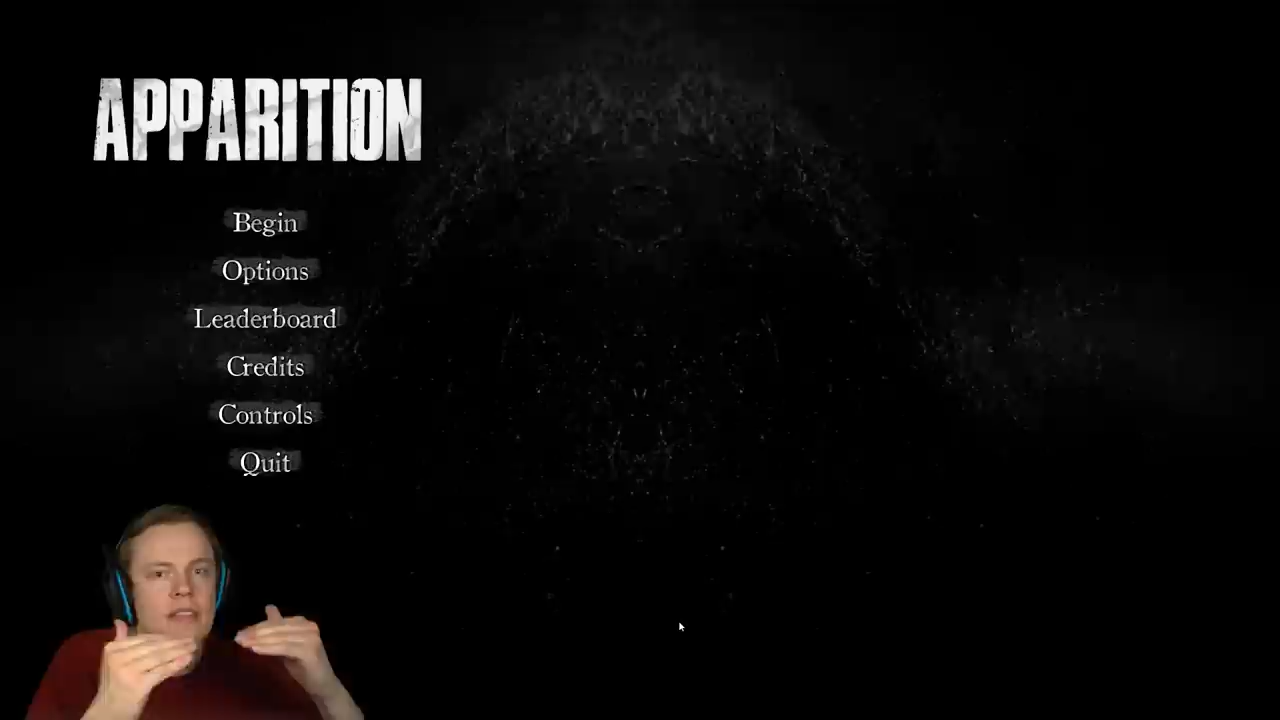 APPARITION
Begin
Options
Leaderboard
Credits
Controls
Quit